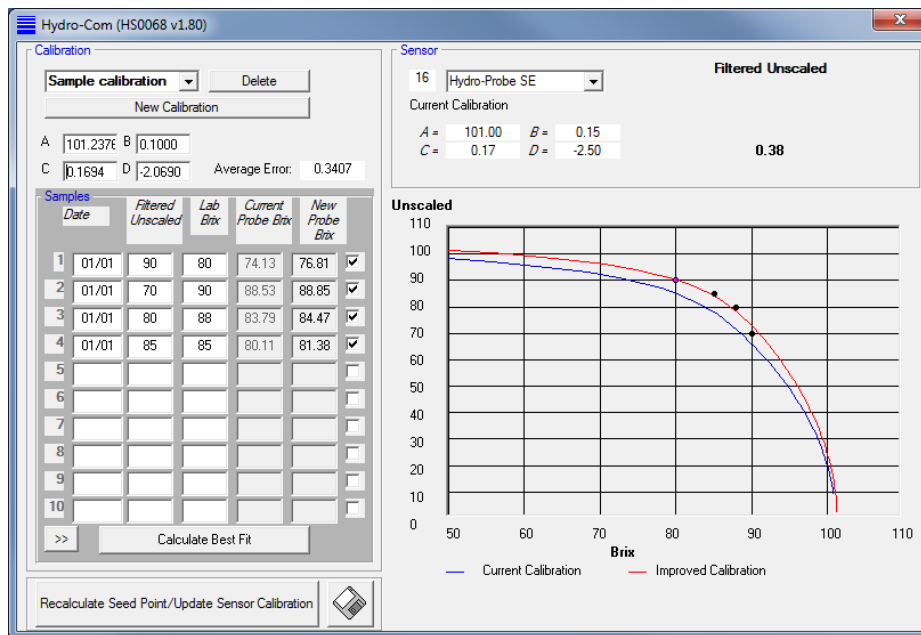 Hydro-Com (HS0068 v1.80)
Calibration
Sample calibration Delete
New Calibration
A 101.2376 B 0.1000
C 0.1694 D -2.0690 Average Error: 0.3407
Samples
Date Filtered Unscaled Lab Brix Current Probe Brix New Probe Brix
1 01/01 90 80 74.13 76.81
2 01/01 70 90 88.53 88.85
3 01/01 80 88 83.79 84.47
4 01/01 85 85 80.11 81.38
5
6
7
8
9
10
>> Calculate Best Fit
Recalculate Seed Point/Update Sensor Calibration
Sensor
16 Hydro-Probe SE
Filtered Unscaled
Current Calibration
A = 101.00 B = 0.15
C = 0.17 D = -2.50
0.38
Unscaled
110
100
90
80
70
60
50
40
30
20
10
0
50 60 70 80 90 100 110
Brix
Current Calibration Improved Calibration